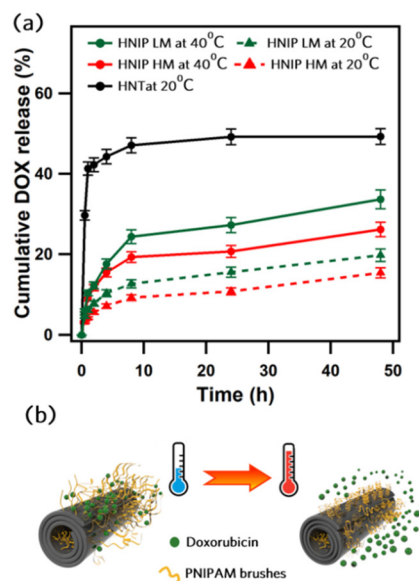 (a)
HNIP LM at 40°C
HNIP LM at 20°C
HNIP HM at 40°C
HNIP HM at 20°C
HNTat 20°C
Cumulative DOX release (%)
60
40
20
0
0
10
20
30
40
50
Time (h)
(b)
Doxorubicin
PNIPAM brushes